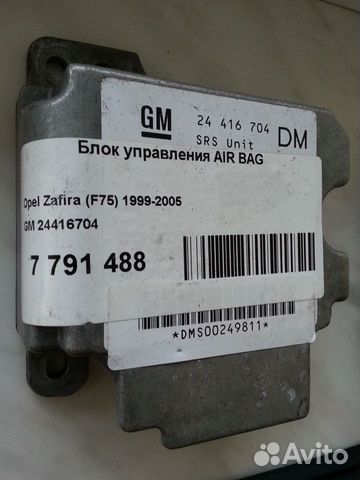 GM
24 416 704
SRS Unit DM
Блок управления AIR BAG
Opel Zafira (F75) 1999-2005
GM 24416704
7 791 488
*DMS00249811*
Avito